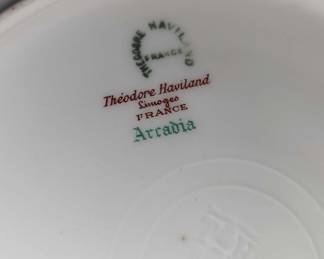 THEODORE HAVILAND
FRANCE
Théodore Haviland
Limoges
FRANCE
Arcadia